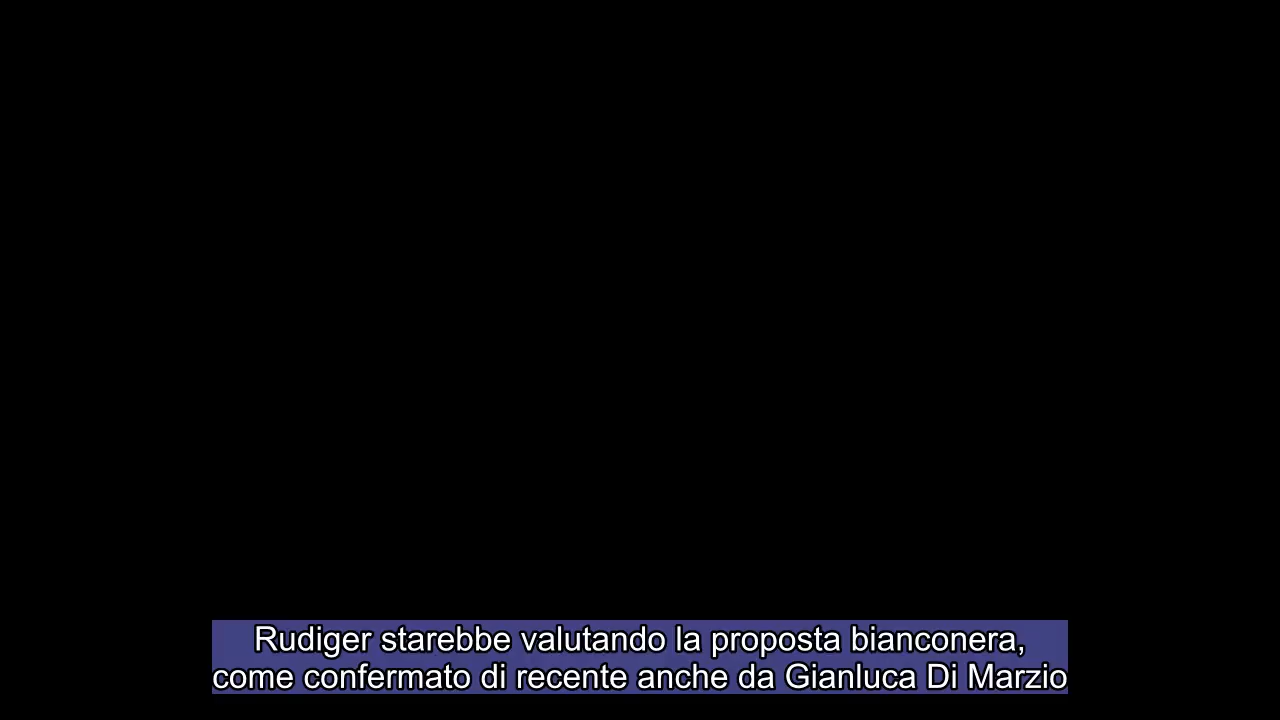 Rudiger starebbe valutando la proposta bianconera,
come confermato di recente anche da Gianluca Di Marzio